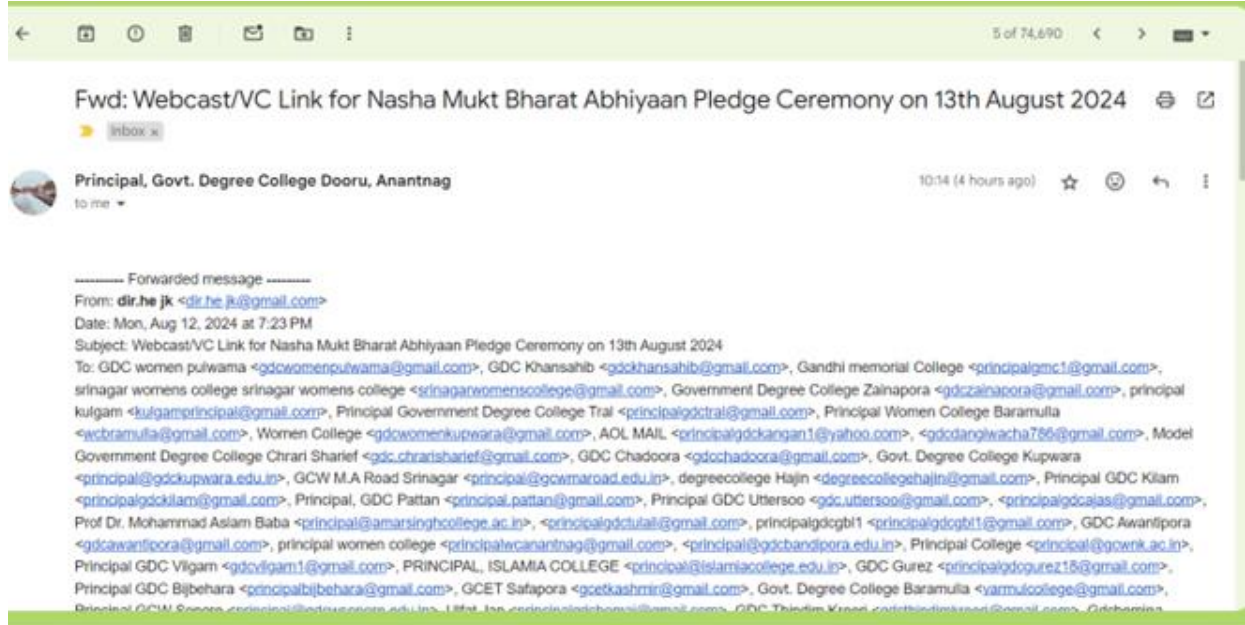 5 of 74,690
Fwd: Webcast/VC Link for Nasha Mukt Bharat Abhiyaan Pledge Ceremony on 13th August 2024
Inbox x
Principal, Govt. Degree College Dooru, Anantnag
10:14 (4 hours ago)
to me
---------- Forwarded message ---------
From: dir.he jk <dir.he.jk@gmail.com>
Date: Mon, Aug 12, 2024 at 7:23 PM
Subject: Webcast/VC Link for Nasha Mukt Bharat Abhiyaan Pledge Ceremony on 13th August 2024
To: GDC women pulwama <gdcwomenpulwama@gmail.com>, GDC Khansahib <gdckhansahib@gmail.com>, Gandhi memorial College <principalgmc1@gmail.com>,
srinagar womens college srinagar womens college <srinagarwomenscollege@gmail.com>, Government Degree College Zainapora <gdczainapora@gmail.com>, principal
kulgam <kulgamprincipal@gmail.com>, Principal Government Degree College Tral <principalgdctral@gmail.com>, Principal Women College Baramulla
<wcbramulla@gmail.com>, Women College <gdcwomenkupwara@gmail.com>, AOL MAIL <principalgdckangan1@yahoo.com>, <gdcdangiwacha786@gmail.com>, Model
Government Degree College Chrari Sharief <gdc.chrarisharief@gmail.com>, GDC Chadoora <gdcchadoora@gmail.com>, Govt. Degree College Kupwara
<principal@gdckupwara.edu.in>, GCW M.A Road Srinagar <principal@gcwmaroad.edu.in>, degreecollege Hajin <degreecollegehajin@gmail.com>, Principal GDC Kilam
<principalgdckilam@gmail.com>, Principal, GDC Pattan <principal.pattan@gmail.com>, Principal GDC Uttersoo <gdc.uttersoo@gmail.com>, <principalgdcajas@gmail.com>,
Prof Dr. Mohammad Aslam Baba <principal@amarsinghcollege.ac.in>, <principalgdctulail@gmail.com>, principalgdcgbl1 <principalgdcgbl1@gmail.com>, GDC Awantipora
<gdcawantipora@gmail.com>, principal women college <principalwcanantnag@gmail.com>, <principal@gdcbandipora.edu.in>, Principal College <principal@gcwnk.ac.in>,
Principal GDC Vilgam <gdcvilgam1@gmail.com>, PRINCIPAL, ISLAMIA COLLEGE <principal@islamiacollege.edu.in>, GDC Gurez <principalgdcgurez18@gmail.com>,
Principal GDC Bijbehara <principalbijbehara@gmail.com>, GCET Safapora <gcetkashmir@gmail.com>, Govt. Degree College Baramulla <varmulcollege@gmail.com>,
Principal GCW Sopore